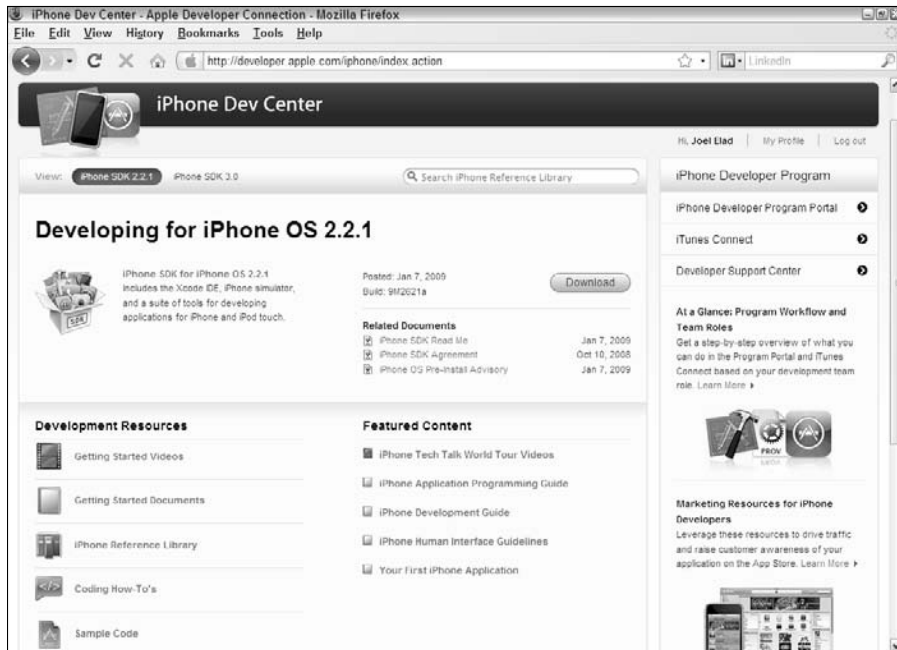 iPhone Dev Center - Apple Developer Connection - Mozilla Firefox
File Edit View History Bookmarks Tools Help
http://developer.apple.com/iphone/index.action
LinkedIn
iPhone Dev Center
Hi, Joel Elad | My Profile | Log out
View: iPhone SDK 2.2.1 iPhone SDK 3.0
Search iPhone Reference Library
Developing for iPhone OS 2.2.1
iPhone SDK for iPhone OS 2.2.1
includes the Xcode IDE, iPhone simulator,
and a suite of tools for developing
applications for iPhone and iPod touch.
SDK
Posted: Jan 7, 2009
Build: 9M2621a
Download
Related Documents
iPhone SDK Read Me Jan 7, 2009
iPhone SDK Agreement Oct 10, 2008
iPhone OS Pre-Install Advisory Jan 7, 2009
Development Resources
Getting Started Videos
Getting Started Documents
iPhone Reference Library
Coding How-To's
Sample Code
Featured Content
iPhone Tech Talk World Tour Videos
iPhone Application Programming Guide
iPhone Development Guide
iPhone Human Interface Guidelines
Your First iPhone Application
iPhone Developer Program
iPhone Developer Program Portal
iTunes Connect
Developer Support Center
At a Glance: Program Workflow and
Team Roles
Get a step-by-step overview of what you
can do in the Program Portal and iTunes
Connect based on your development team
role. Learn More
PROV
Marketing Resources for iPhone
Developers
Leverage these resources to drive traffic
and raise customer awareness of your
application on the App Store. Learn More